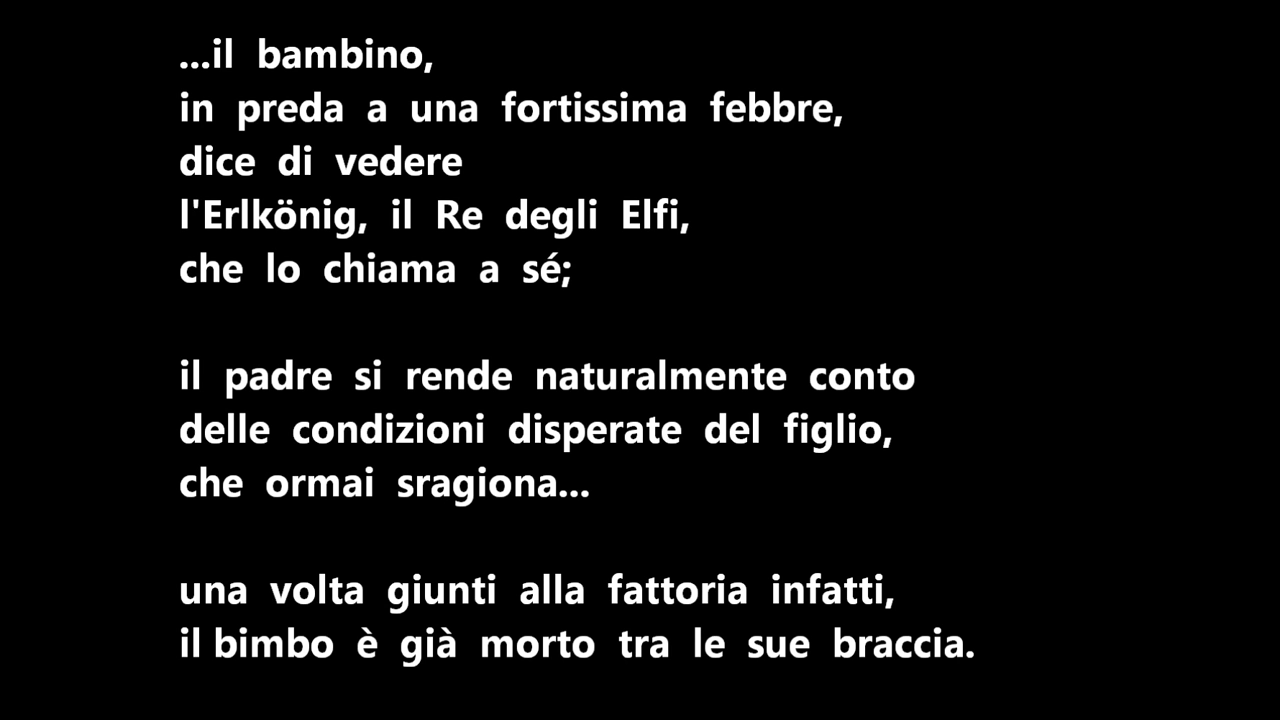 ...il bambino,
in preda a una fortissima febbre,
dice di vedere
l'Erlkönig, il Re degli Elfi,
che lo chiama a sé;
il padre si rende naturalmente conto
delle condizioni disperate del figlio,
che ormai sragiona...
una volta giunti alla fattoria infatti,
il bimbo è già morto tra le sue braccia.